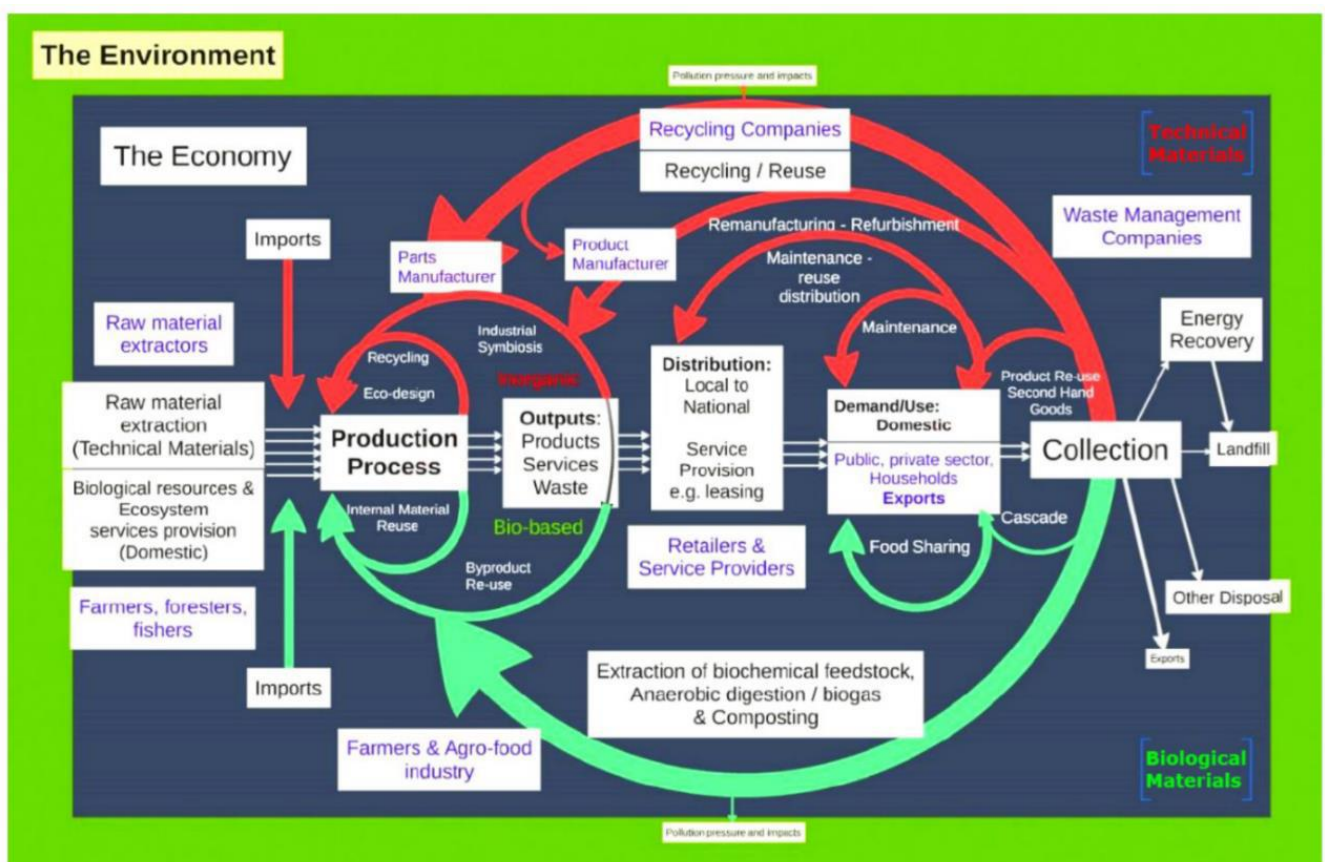 The Environment
Pollution pressure and impacts
The Economy
Recycling Companies
Recycling / Reuse
Technical
Materials
Waste Management
Companies
Imports
Parts
Manufacturer
Product
Manufacturer
Remanufacturing - Refurbishment
Maintenance -
reuse
distribution
Maintenance
Raw material
extractors
Recycling
Eco-design
Industrial
Symbiosis
Inorganic
Energy
Recovery
Raw material
extraction
(Technical Materials)
Biological resources &
Ecosystem
services provision
(Domestic)
Production
Process
Outputs:
Products
Services
Waste
Distribution:
Local to
National
Service
Provision
e.g. leasing
Demand/Use:
Domestic
Public, private sector,
Households
Exports
Product Re-use
Second Hand
Goods
Collection
Landfill
Internal Material
Reuse
Bio-based
Byproduct
Re-use
Retailers &
Service Providers
Food Sharing
Cascade
Other Disposal
Exports
Farmers, foresters,
fishers
Imports
Extraction of biochemical feedstock,
Anaerobic digestion / biogas
& Composting
Farmers & Agro-food
industry
Biological
Materials
Pollution pressure and impacts